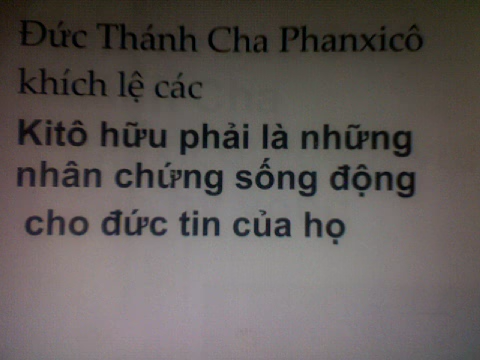 Đức Thánh Cha Phanxicô
khích lệ các
Kitô hữu phải là những
nhân chứng sống động
cho đức tin của họ